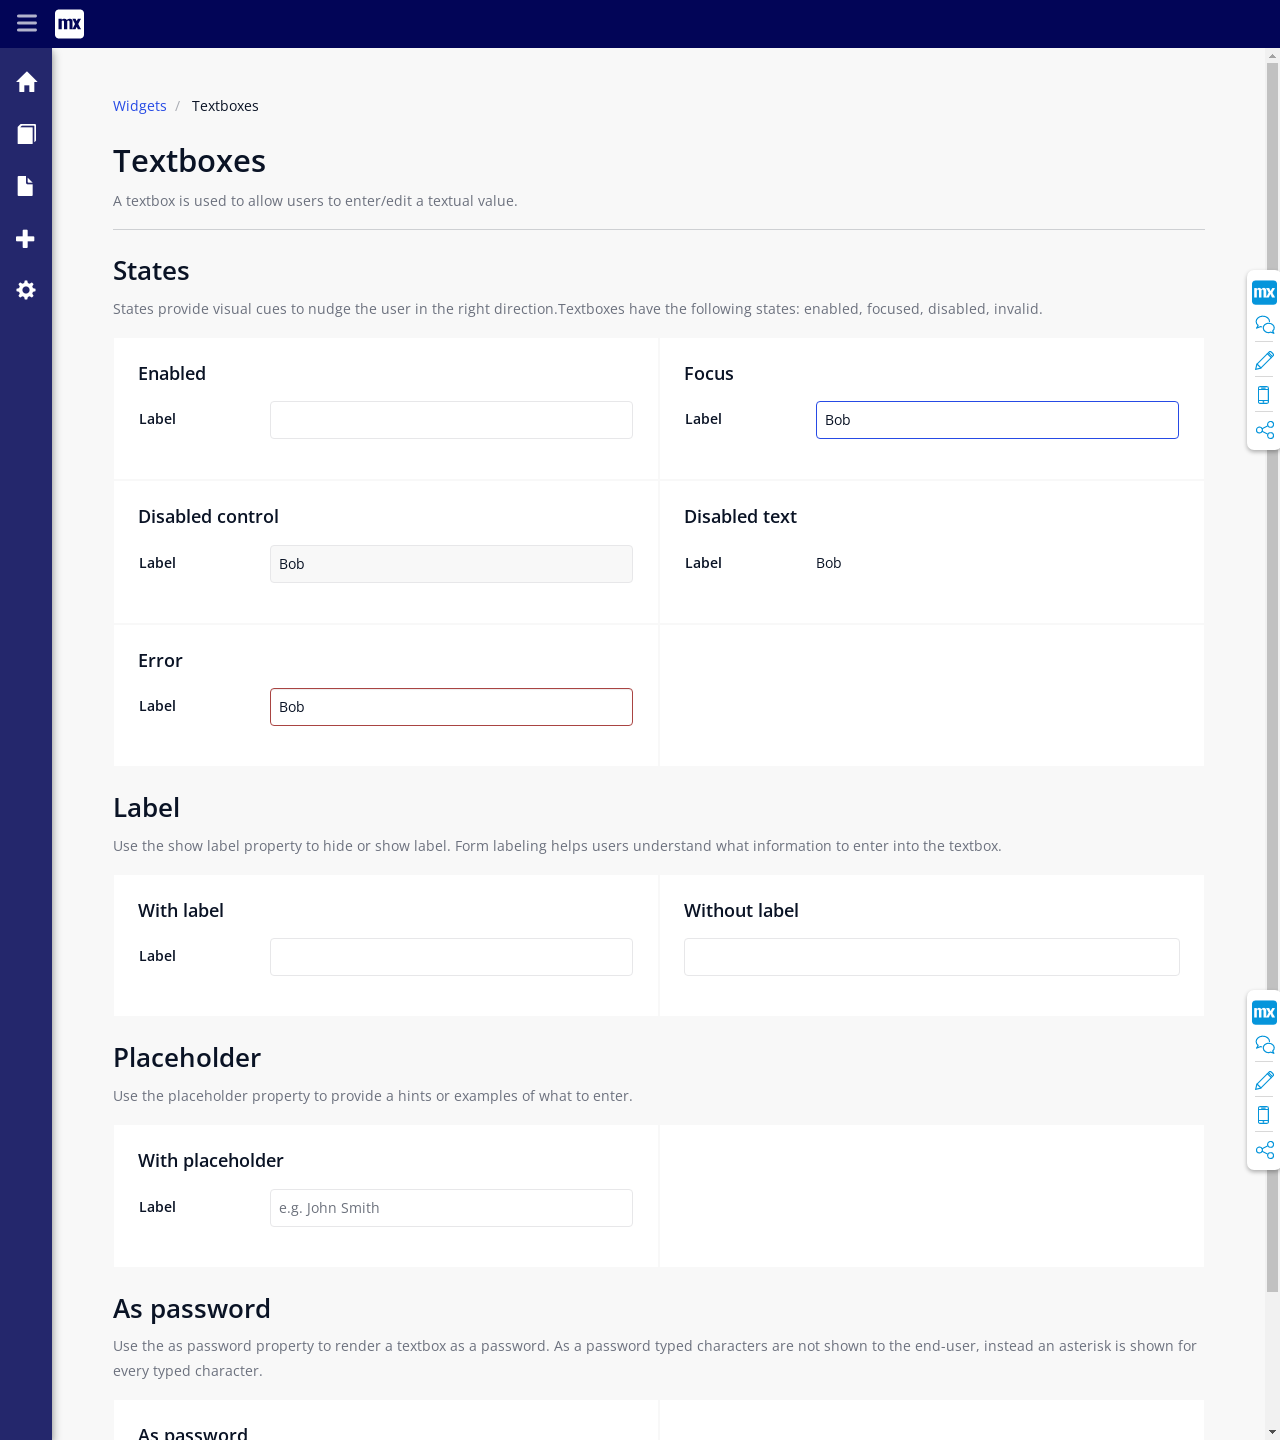 mx
Widgets / Textboxes
Textboxes
A textbox is used to allow users to enter/edit a textual value.
States
States provide visual cues to nudge the user in the right direction.Textboxes have the following states: enabled, focused, disabled, invalid.
mx
Enabled
Label
Focus
Label Bob
Disabled control
Label Bob
Disabled text
Label Bob
Error
Label Bob
Label
Use the show label property to hide or show label. Form labeling helps users understand what information to enter into the textbox.
With label
Label
Without label
mx
Placeholder
Use the placeholder property to provide a hints or examples of what to enter.
With placeholder
Label e.g. John Smith
As password
Use the as password property to render a textbox as a password. As a password typed characters are not shown to the end-user, instead an asterisk is shown for
every typed character.
As password